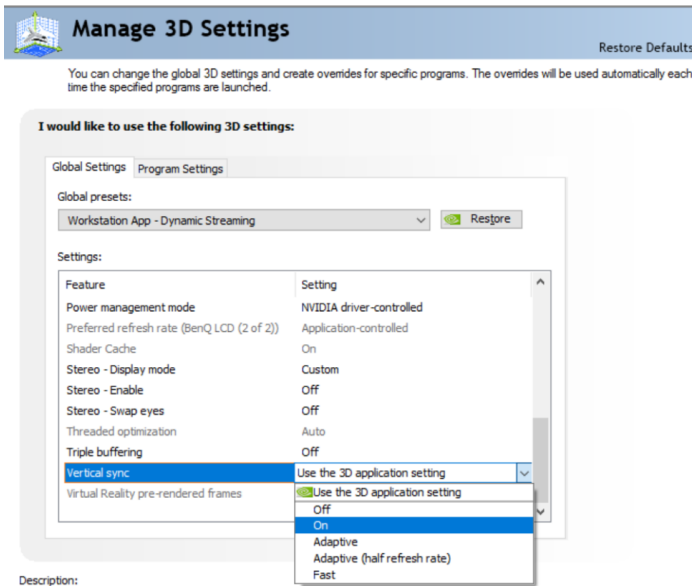 Manage 3D Settings
Restore Defaults
You can change the global 3D settings and create overrides for specific programs. The overrides will be used automatically each
time the specified programs are launched.
I would like to use the following 3D settings:
Global Settings Program Settings
Global presets:
Workstation App - Dynamic Streaming Restore
Settings:
Feature Setting
Power management mode NVIDIA driver-controlled
Preferred refresh rate (BenQ LCD (2 of 2)) Application-controlled
Shader Cache On
Stereo - Display mode Custom
Stereo - Enable Off
Stereo - Swap eyes Off
Threaded optimization Auto
Triple buffering Off
Vertical sync Use the 3D application setting
Virtual Reality pre-rendered frames Use the 3D application setting
Off
On
Adaptive
Adaptive (half refresh rate)
Fast
Description: